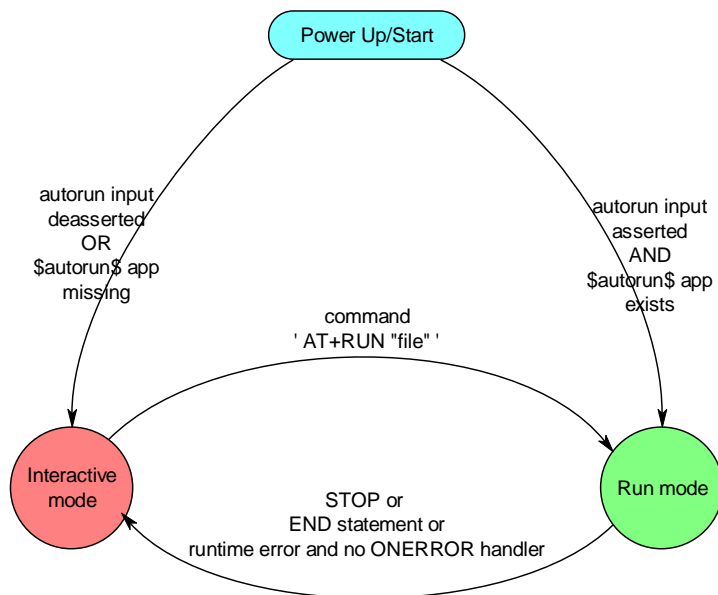 Power Up/Start
autorun input
deasserted
OR
$autorun$ app
missing
autorun input
asserted
AND
$autorun$ app
exists
command
' AT+RUN "file" '
Interactive
mode
Run mode
STOP or
END statement or
runtime error and no ONERROR handler